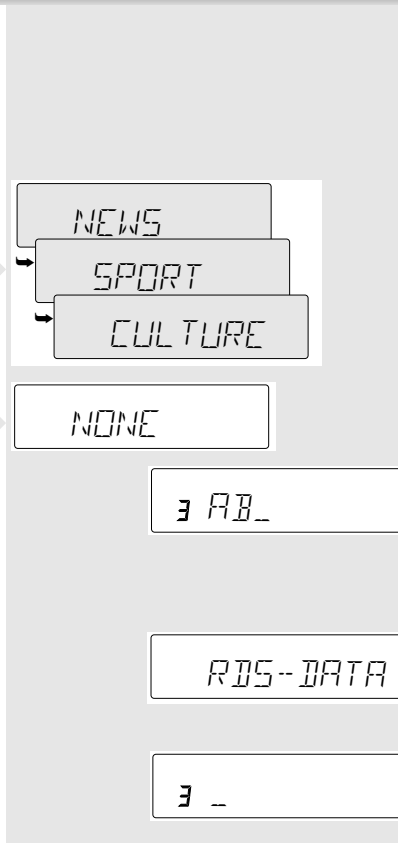 NEWS
SPORT
CULTURE
NONE
3 AB_
RDS--DATA
3 _